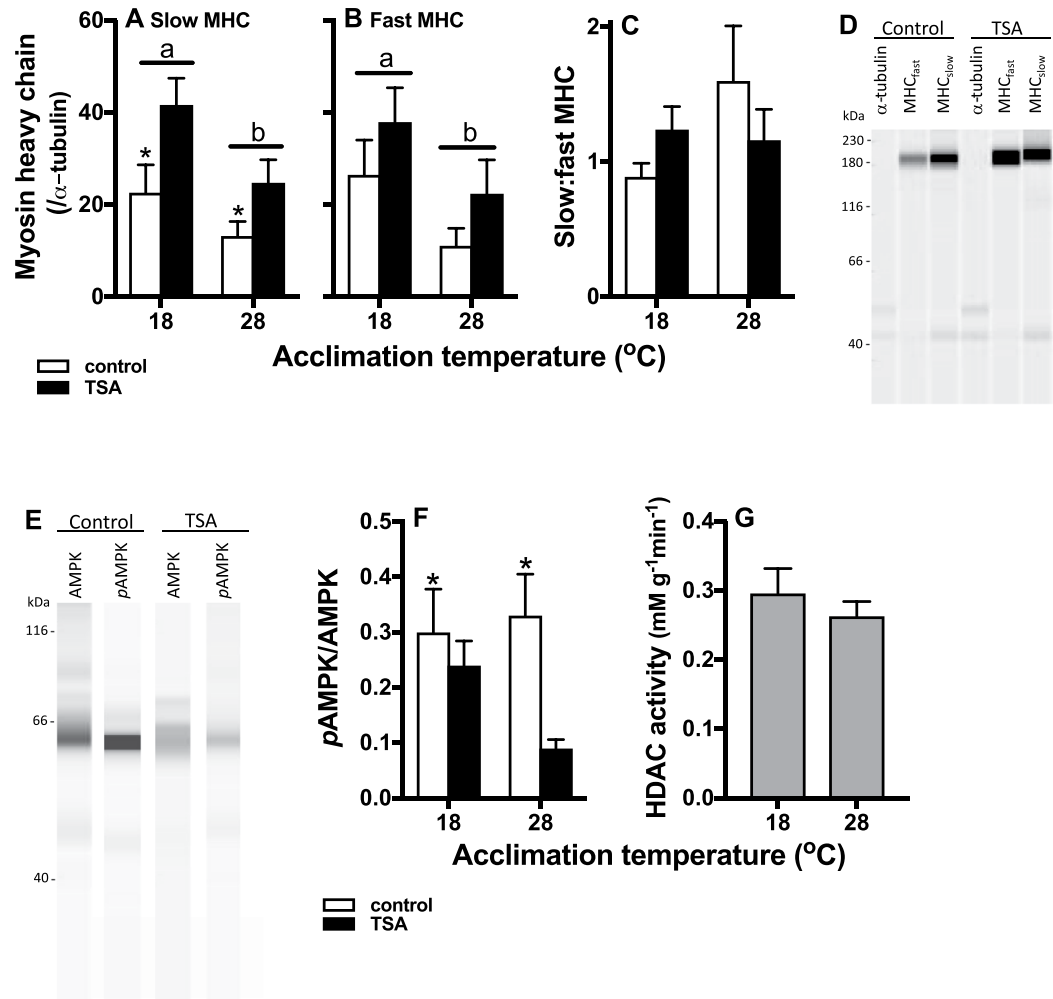 A Slow MHC
B Fast MHC
C
D
Myosin heavy chain
(/α-tubulin)
60
40
20
0
a
*
b
*
18
28
a
b
18
28
Slow:fast MHC
2
1
0
18
28
Acclimation temperature (°C)
control
TSA
Control
TSA
α-tubulin
MHCfast
MHCslow
α-tubulin
MHCfast
MHCslow
kDa
230 -
180 -
116 -
66 -
40 -
E
Control
TSA
AMPK
pAMPK
AMPK
pAMPK
kDa
116 -
66 -
40 -
F
pAMPK/AMPK
0.5
0.4
0.3
0.2
0.1
0.0
*
*
18
28
G
HDAC activity (mM g⁻¹min⁻¹)
0.4
0.3
0.2
0.1
0.0
18
28
Acclimation temperature (°C)
control
TSA